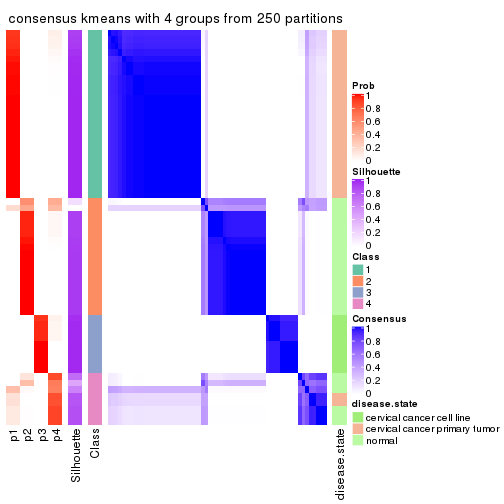 consensus kmeans with 4 groups from 250 partitions
Prob
1
0.8
0.6
0.4
0.2
0
Silhouette
1
0.8
0.6
0.4
0.2
0
Class
1
2
3
4
Consensus
1
0.8
0.6
0.4
0.2
0
disease.state
cervical cancer cell line
cervical cancer primary tumor
normal
p1
p2
p3
p4
Silhouette
Class
disease.state